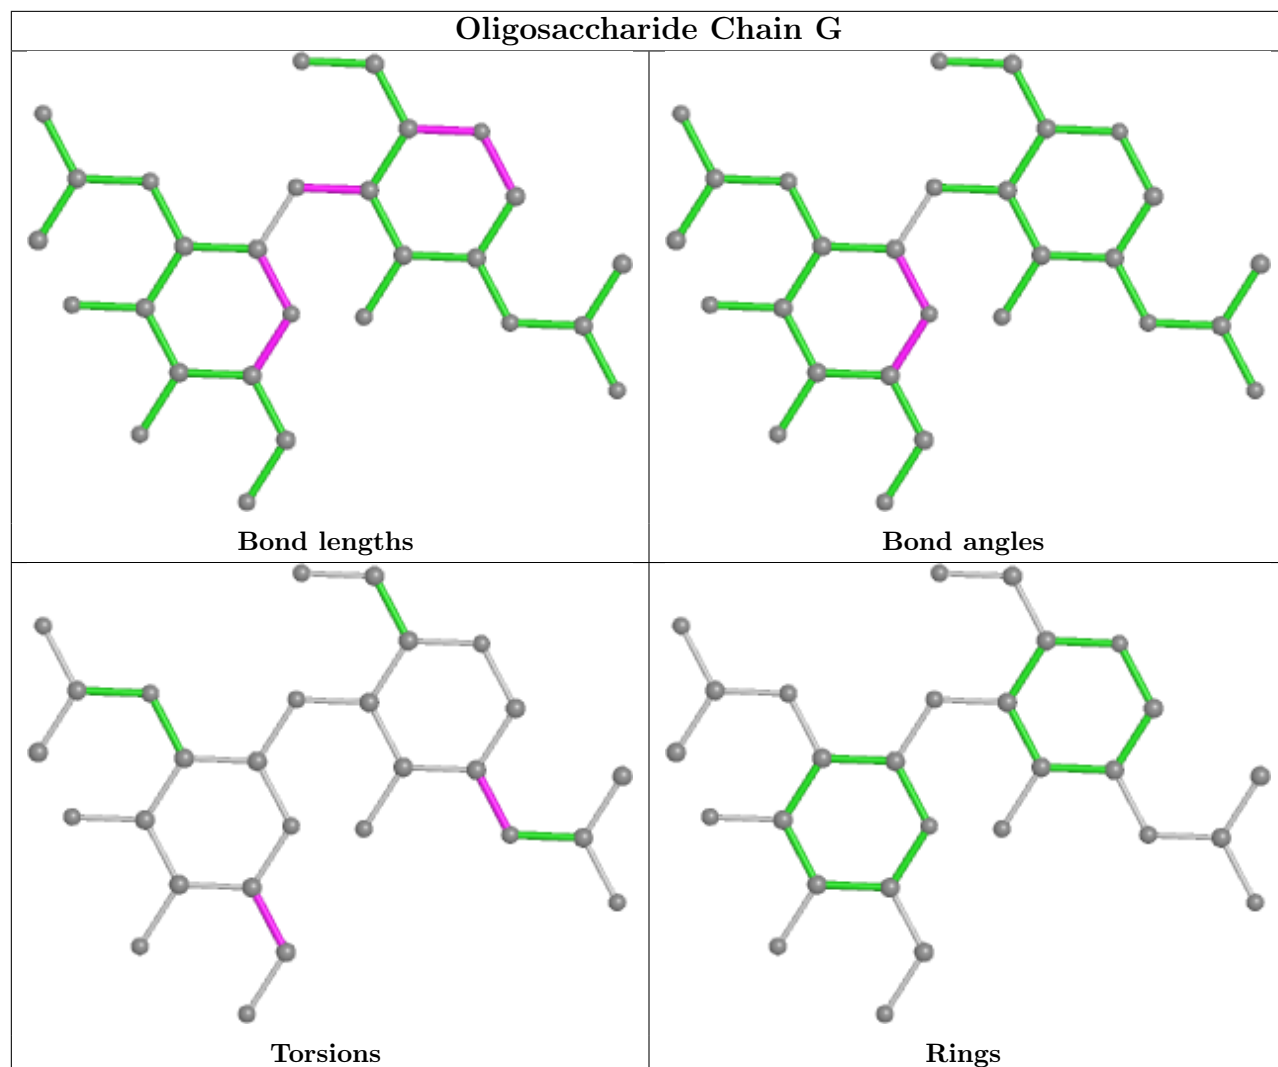 Oligosaccharide Chain G
Bond lengths
Bond angles
Torsions
Rings